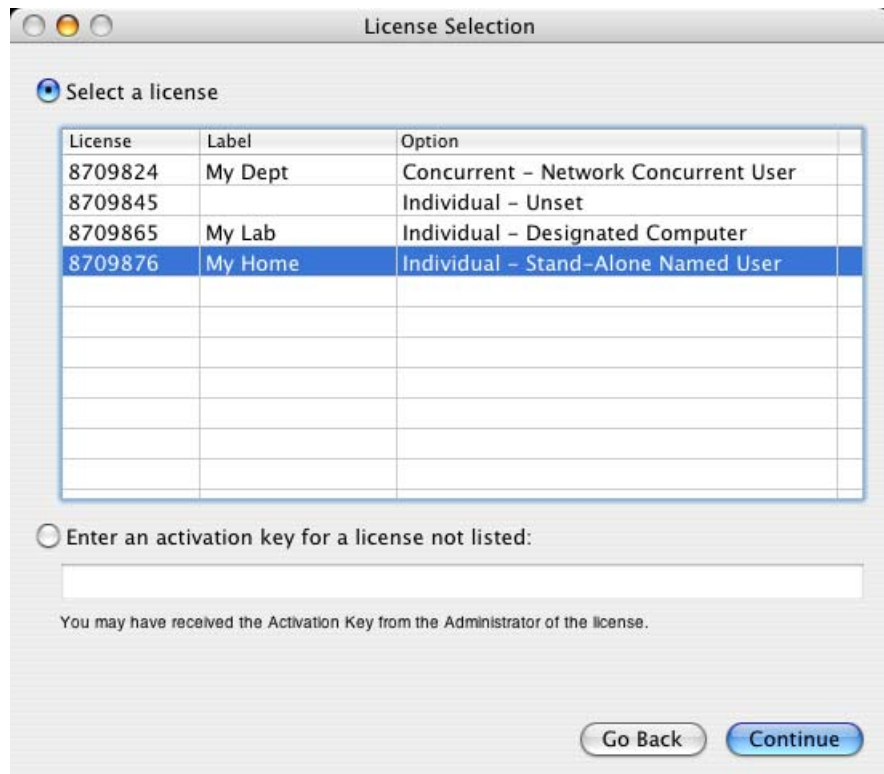 License Selection
Select a license
License Label Option
8709824 My Dept Concurrent – Network Concurrent User
8709845 Individual – Unset
8709865 My Lab Individual – Designated Computer
8709876 My Home Individual – Stand–Alone Named User
Enter an activation key for a license not listed:
You may have received the Activation Key from the Administrator of the license.
Go Back Continue